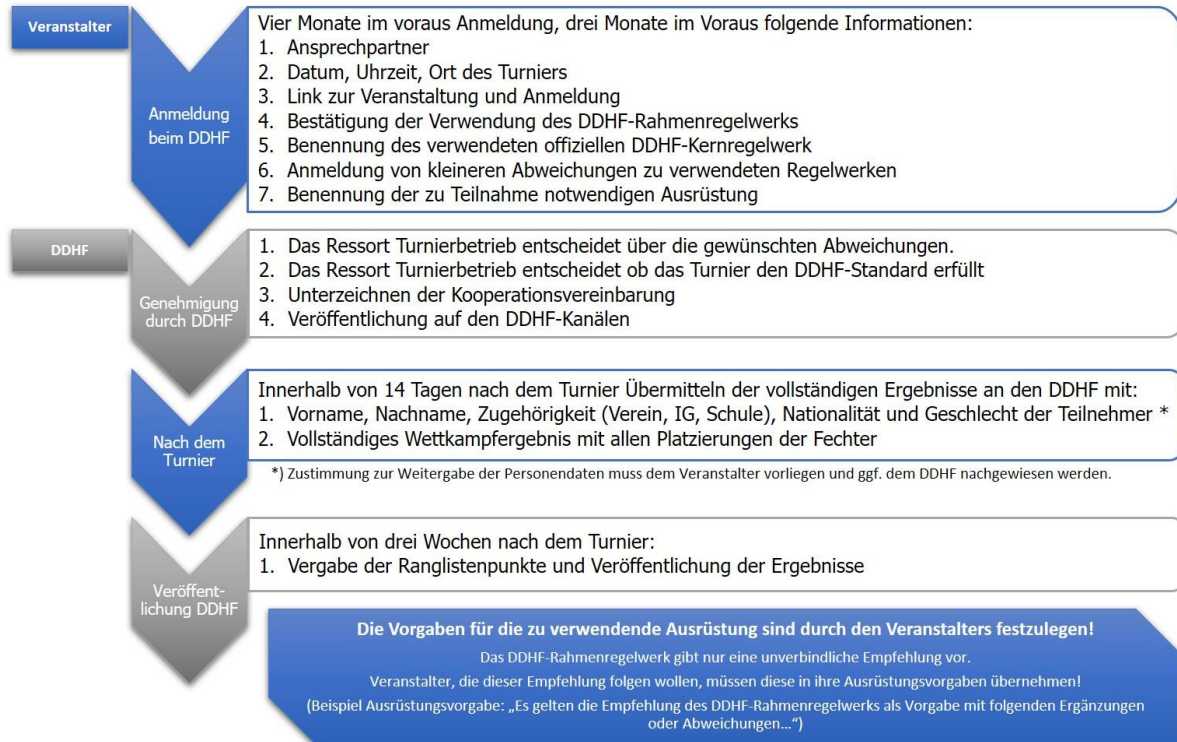 Veranstalter
Anmeldung
beim DDHF
Vier Monate im voraus Anmeldung, drei Monate im Voraus folgende Informationen:
1. Ansprechpartner
2. Datum, Uhrzeit, Ort des Turniers
3. Link zur Veranstaltung und Anmeldung
4. Bestätigung der Verwendung des DDHF-Rahmenregelwerks
5. Benennung des verwendeten offiziellen DDHF-Kernregelwerk
6. Anmeldung von kleineren Abweichungen zu verwendeten Regelwerken
7. Benennung der zu Teilnahme notwendigen Ausrüstung
DDHF
Genehmigung
durch DDHF
1. Das Ressort Turnierbetrieb entscheidet über die gewünschten Abweichungen.
2. Das Ressort Turnierbetrieb entscheidet ob das Turnier den DDHF-Standard erfüllt
3. Unterzeichnen der Kooperationsvereinbarung
4. Veröffentlichung auf den DDHF-Kanälen
Nach dem
Turnier
Innerhalb von 14 Tagen nach dem Turnier Übermitteln der vollständigen Ergebnisse an den DDHF mit:
1. Vorname, Nachname, Zugehörigkeit (Verein, IG, Schule), Nationalität und Geschlecht der Teilnehmer *
2. Vollständiges Wettkampfergebnis mit allen Platzierungen der Fechter
*) Zustimmung zur Weitergabe der Personendaten muss dem Veranstalter vorliegen und ggf. dem DDHF nachgewiesen werden.
Veröffent-
lichung DDHF
Innerhalb von drei Wochen nach dem Turnier:
1. Vergabe der Ranglistenpunkte und Veröffentlichung der Ergebnisse
Die Vorgaben für die zu verwendende Ausrüstung sind durch den Veranstalters festzulegen!
Das DDHF-Rahmenregelwerk gibt nur eine unverbindliche Empfehlung vor.
Veranstalter, die dieser Empfehlung folgen wollen, müssen diese in ihre Ausrüstungsvorgaben übernehmen!
(Beispiel Ausrüstungsvorgabe: „Es gelten die Empfehlung des DDHF-Rahmenregelwerks als Vorgabe mit folgenden Ergänzungen
oder Abweichungen...“)